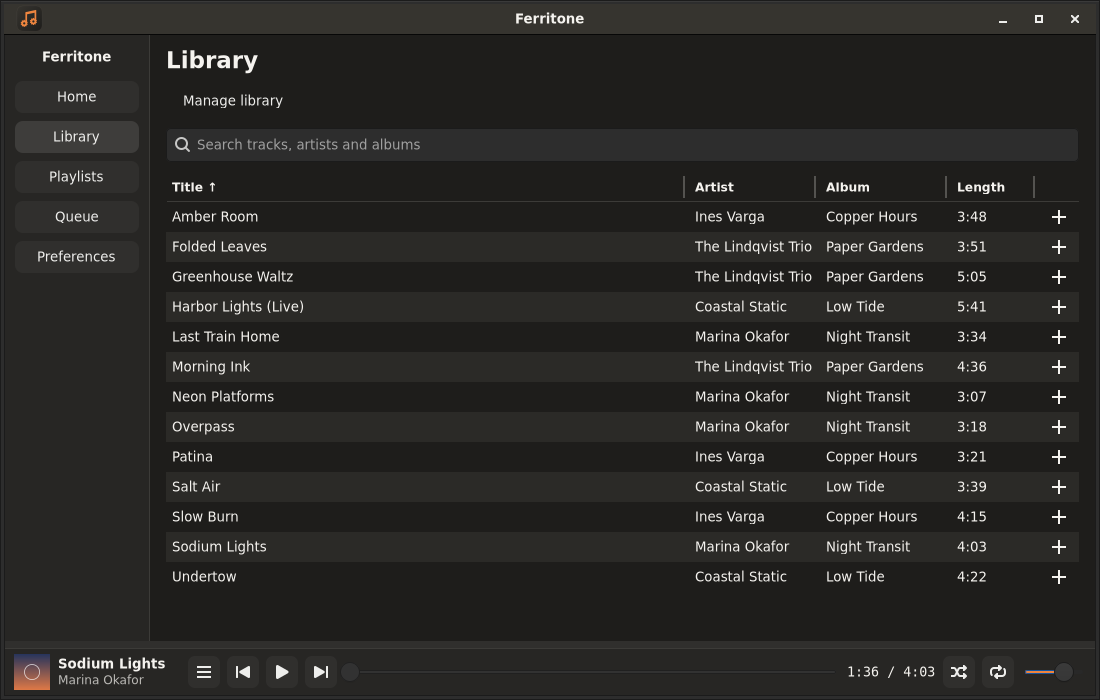 Ferritone
Ferritone
Home
Library
Playlists
Queue
Preferences
Library
Manage library
Search tracks, artists and albums
Title ↑ Artist Album Length
Amber Room Ines Varga Copper Hours 3:48
Folded Leaves The Lindqvist Trio Paper Gardens 3:51
Greenhouse Waltz The Lindqvist Trio Paper Gardens 5:05
Harbor Lights (Live) Coastal Static Low Tide 5:41
Last Train Home Marina Okafor Night Transit 3:34
Morning Ink The Lindqvist Trio Paper Gardens 4:36
Neon Platforms Marina Okafor Night Transit 3:07
Overpass Marina Okafor Night Transit 3:18
Patina Ines Varga Copper Hours 3:21
Salt Air Coastal Static Low Tide 3:39
Slow Burn Ines Varga Copper Hours 4:15
Sodium Lights Marina Okafor Night Transit 4:03
Undertow Coastal Static Low Tide 4:22
Sodium Lights
Marina Okafor
1:36 / 4:03